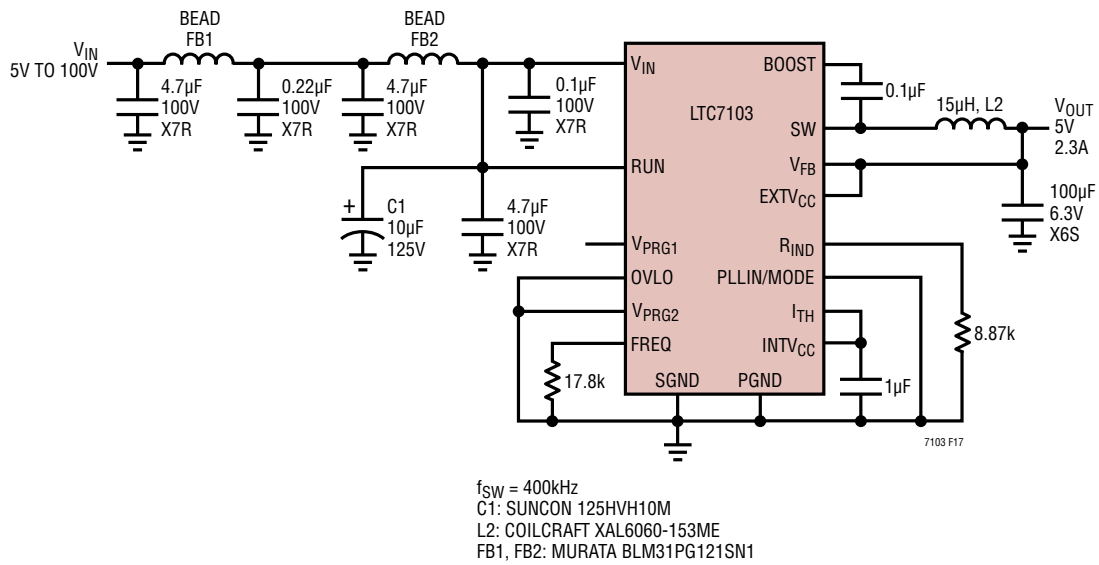 BEAD
FB1
BEAD
FB2
VIN
5V TO 100V
4.7µF
100V
X7R
0.22µF
100V
X7R
4.7µF
100V
X7R
0.1µF
100V
X7R
VIN
BOOST
LTC7103
0.1µF
15µH, L2
VOUT
5V
2.3A
SW
RUN
VFB
EXTVCC
+
C1
10µF
125V
4.7µF
100V
X7R
100µF
6.3V
X6S
VPRG1
RIND
OVLO
PLLIN/MODE
VPRG2
ITH
FREQ
INTVCC
8.87k
17.8k
SGND
PGND
1µF
7103 F17
fSW = 400kHz
C1: SUNCON 125HVH10M
L2: COILCRAFT XAL6060-153ME
FB1, FB2: MURATA BLM31PG121SN1